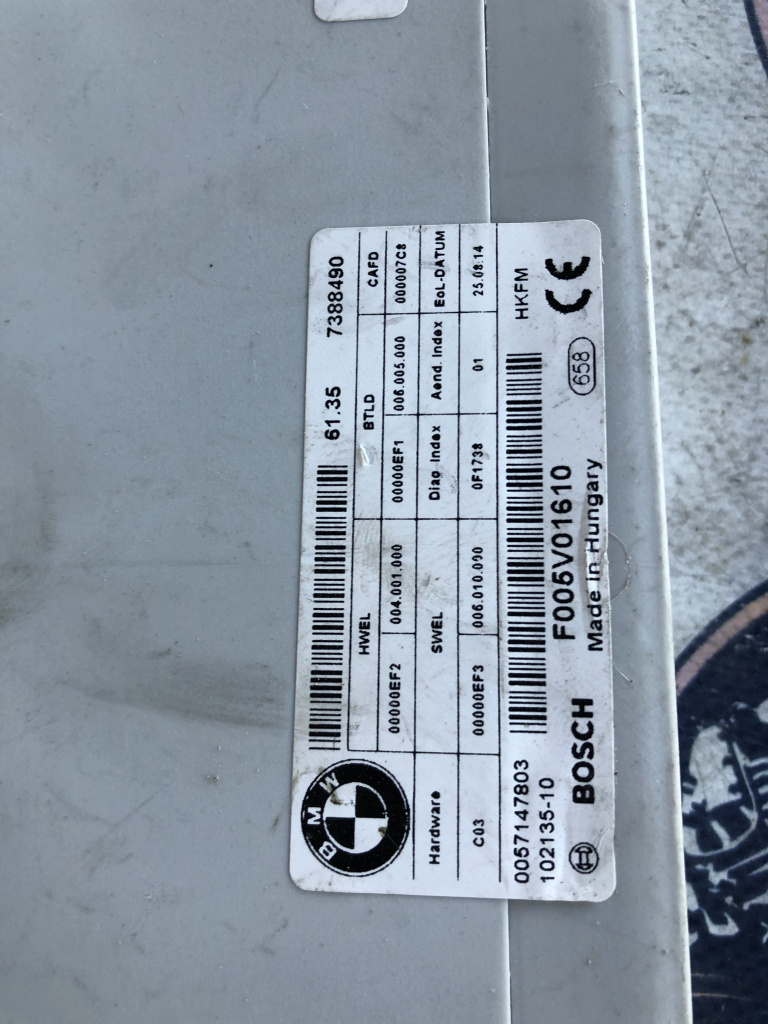 BMW
61.35 7388490
HWEL BTLD CAFD
00000EF2 004.001.000 00000EF1 006.005.000 000007C8
Hardware SWEL Diag Index Aend. Index EoL-DATUM
C03 00000EF3 006.010.090 0F1738 01 25.08.14
0057147803 HKFM
102135-10 F005V01610 658 CE
BOSCH Made in Hungary